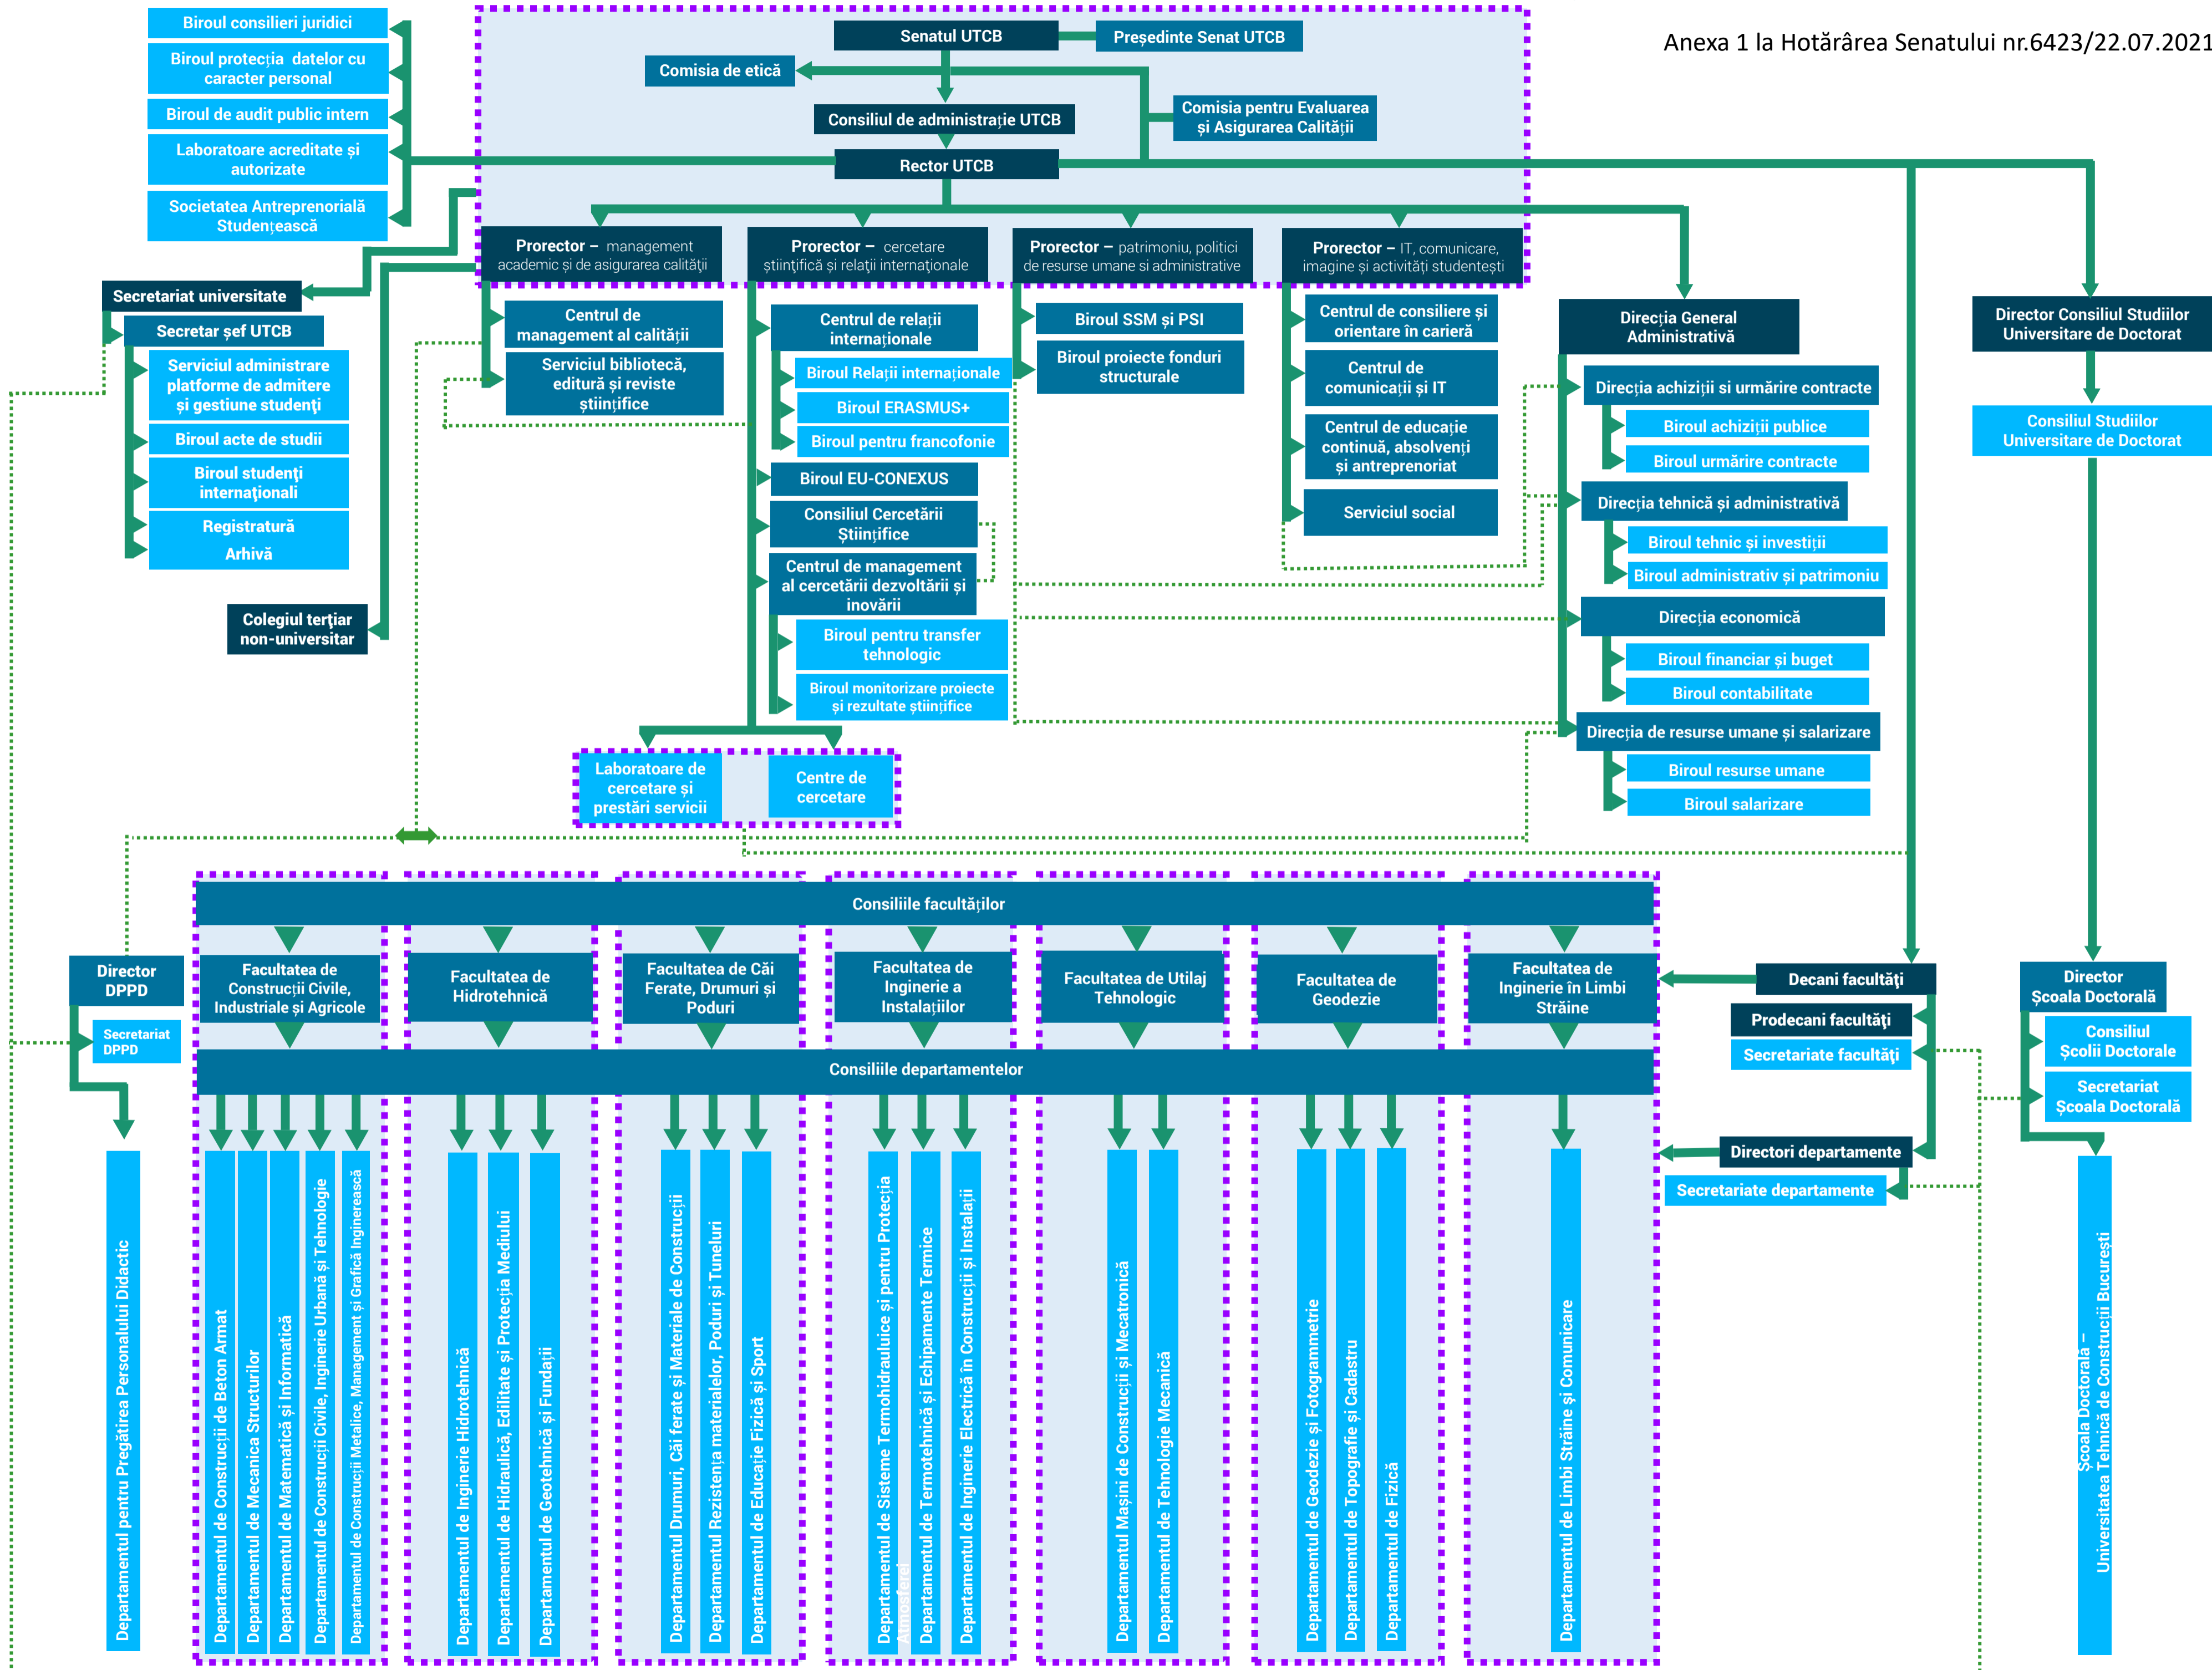 Anexa 1 la Hotărârea Senatului nr.6423/22.07.2021
Biroul consilieri juridici
Biroul protecția datelor cu
caracter personal
Biroul de audit public intern
Laboratoare acreditate și
autorizate
Societatea Antreprenorială
Studențească
Senatul UTCB
Președinte Senat UTCB
Comisia de etică
Consiliul de administrație UTCB
Comisia pentru Evaluarea
și Asigurarea Calității
Rector UTCB
Prorector – management
academic și de asigurarea calității
Prorector – cercetare
științifică și relații internaționale
Prorector – patrimoniu, politici
de resurse umane si administrative
Prorector – IT, comunicare,
imagine și activități studentești
Secretariat universitate
Secretar șef UTCB
Serviciul administrare
platforme de admitere
și gestiune studenți
Biroul acte de studii
Biroul studenți
internaționali
Registratură
Arhivă
Colegiul terțiar
non-universitar
Centrul de
management al calității
Serviciul bibliotecă,
editură și reviste
științifice
Centrul de relații
internaționale
Biroul Relații internaționale
Biroul ERASMUS+
Biroul pentru francofonie
Biroul EU-CONEXUS
Consiliul Cercetării
Științifice
Centrul de management
al cercetării dezvoltării și
inovării
Biroul pentru transfer
tehnologic
Biroul monitorizare proiecte
și rezultate științifice
Laboratoare de
cercetare și
prestări servicii
Centre de
cercetare
Biroul SSM și PSI
Biroul proiecte fonduri
structurale
Centrul de consiliere și
orientare în carieră
Centrul de
comunicații și IT
Centrul de educație
continuă, absolvenți
și antreprenoriat
Serviciul social
Direcția General
Administrativă
Direcția achiziții si urmărire contracte
Biroul achiziții publice
Biroul urmărire contracte
Direcția tehnică și administrativă
Biroul tehnic și investiții
Biroul administrativ și patrimoniu
Direcția economică
Biroul financiar și buget
Biroul contabilitate
Direcția de resurse umane și salarizare
Biroul resurse umane
Biroul salarizare
Director Consiliul Studiilor
Universitare de Doctorat
Consiliul Studiilor
Universitare de Doctorat
Consiliile facultăților
Director
DPPD
Secretariat
DPPD
Facultatea de
Construcții Civile,
Industriale și Agricole
Facultatea de
Hidrotehnică
Facultatea de Căi
Ferate, Drumuri și
Poduri
Facultatea de
Inginerie a
Instalațiilor
Facultatea de Utilaj
Tehnologic
Facultatea de
Geodezie
Facultatea de
Inginerie în Limbi
Străine
Decani facultăți
Prodecani facultăți
Secretariate facultăți
Director
Școala Doctorală
Consiliul
Școlii Doctorale
Secretariat
Școala Doctorală
Consiliile departamentelor
Directori departamente
Secretariate departamente
Departamentul pentru Pregătirea Personalului Didactic
Departamentul de Construcții de Beton Armat
Departamentul de Mecanica Structurilor
Departamentul de Matematică și Informatică
Departamentul de Construcții Civile, Inginerie Urbană și Tehnologie
Departamentul de Construcții Metalice, Management și Grafică Inginerească
Departamentul de Inginerie Hidrotehnică
Departamentul de Hidraulică, Edilitate și Protecția Mediului
Departamentul de Geotehnică și Fundații
Departamentul Drumuri, Căi ferate și Materiale de Construcții
Departamentul Rezistența materialelor, Poduri și Tuneluri
Departamentul de Educație Fizică și Sport
Departamentul de Sisteme Termohidrauluice și pentru Protecția
Atmosferei
Departamentul de Termotehnică și Echipamente Termice
Departamentul de Inginerie Electrică în Construcții și Instalații
Departamentul Mașini de Construcții și Mecatronică
Departamentul de Tehnologie Mecanică
Departamentul de Geodezie și Fotogrammetrie
Departamentul de Topografie și Cadastru
Departamentul de Fizică
Departamentul de Limbi Străine și Comunicare
Școala Doctorală –
Universitatea Tehnică de Construcții București